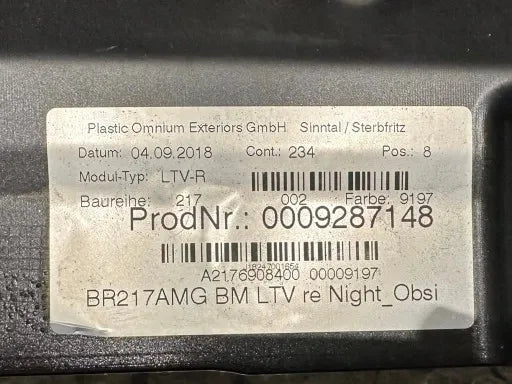 Plastic Omnium Exteriors GmbH Sinntal / Sterbfritz
Datum: 04.09.2018 Cont.: 234 Pos.: 8
Modul-Typ: LTV-R
Baureihe: 217 002 Farbe: 9197
ProdNr.: 0009287148
18247001654
A2176908400 00009197
BR217AMG BM LTV re Night_Obsi